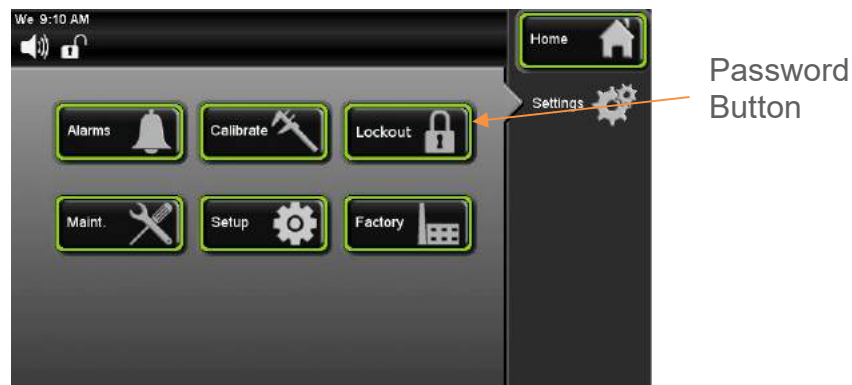 We 9:10 AM
Home
Settings
Password
Button
Alarms
Calibrate
Lockout
Maint.
Setup
Factory